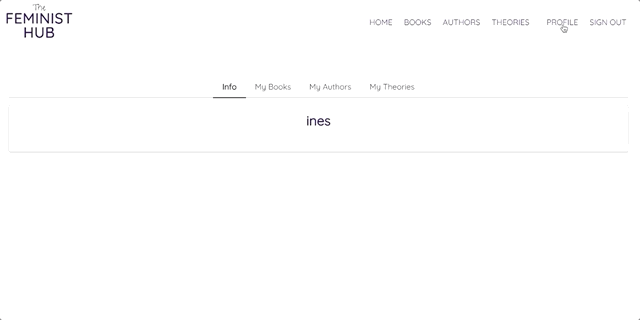 The
FEMINIST
HUB
HOME BOOKS AUTHORS THEORIES PROFILE SIGN OUT
Info My Books My Authors My Theories
ines